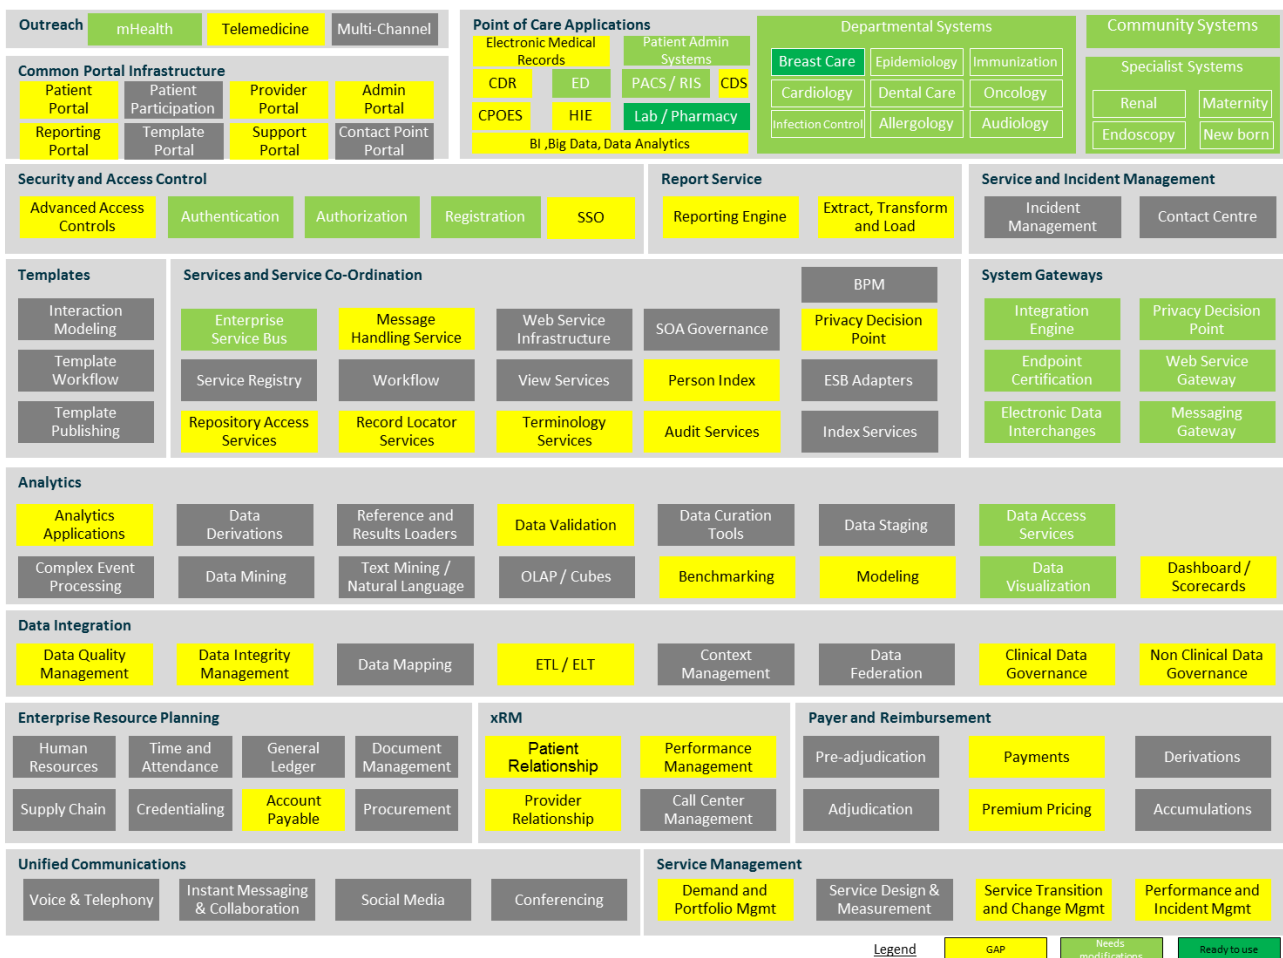 Outreach
mHealth
Telemedicine
Multi-Channel
Common Portal Infrastructure
Patient
Portal
Patient
Participation
Provider
Portal
Admin
Portal
Reporting
Portal
Template
Portal
Support
Portal
Contact Point
Portal
Point of Care Applications
Electronic Medical
Records
Patient Admin
Systems
CDR
ED
PACS / RIS
CDS
CPOES
HIE
Lab / Pharmacy
BI ,Big Data, Data Analytics
Departmental Systems
Breast Care
Epidemiology
Immunization
Cardiology
Dental Care
Oncology
Infection Control
Allergology
Audiology
Community Systems
Specialist Systems
Renal
Maternity
Endoscopy
New born
Security and Access Control
Advanced Access
Controls
Authentication
Authorization
Registration
SSO
Report Service
Reporting Engine
Extract, Transform
and Load
Service and Incident Management
Incident
Management
Contact Centre
Templates
Interaction
Modeling
Template
Workflow
Template
Publishing
Services and Service Co-Ordination
BPM
Enterprise
Service Bus
Message
Handling Service
Web Service
Infrastructure
SOA Governance
Privacy Decision
Point
Service Registry
Workflow
View Services
Person Index
ESB Adapters
Repository Access
Services
Record Locator
Services
Terminology
Services
Audit Services
Index Services
System Gateways
Integration
Engine
Privacy Decision
Point
Endpoint
Certification
Web Service
Gateway
Electronic Data
Interchanges
Messaging
Gateway
Analytics
Analytics
Applications
Data
Derivations
Reference and
Results Loaders
Data Validation
Data Curation
Tools
Data Staging
Data Access
Services
Complex Event
Processing
Data Mining
Text Mining /
Natural Language
OLAP / Cubes
Benchmarking
Modeling
Data
Visualization
Dashboard /
Scorecards
Data Integration
Data Quality
Management
Data Integrity
Management
Data Mapping
ETL / ELT
Context
Management
Data
Federation
Clinical Data
Governance
Non Clinical Data
Governance
Enterprise Resource Planning
Human
Resources
Time and
Attendance
General
Ledger
Document
Management
Supply Chain
Credentialing
Account
Payable
Procurement
xRM
Patient
Relationship
Performance
Management
Provider
Relationship
Call Center
Management
Payer and Reimbursement
Pre-adjudication
Payments
Derivations
Adjudication
Premium Pricing
Accumulations
Unified Communications
Voice & Telephony
Instant Messaging
& Collaboration
Social Media
Conferencing
Service Management
Demand and
Portfolio Mgmt
Service Design &
Measurement
Service Transition
and Change Mgmt
Performance and
Incident Mgmt
Legend
GAP
Needs
modifications
Ready to use